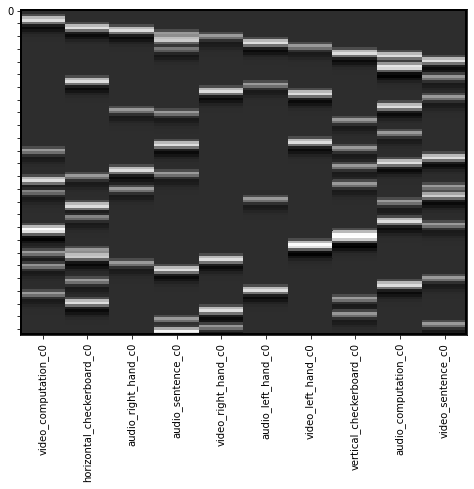 0
video_computation_c0
horizontal_checkerboard_c0
audio_right_hand_c0
audio_sentence_c0
video_right_hand_c0
audio_left_hand_c0
video_left_hand_c0
vertical_checkerboard_c0
audio_computation_c0
video_sentence_c0